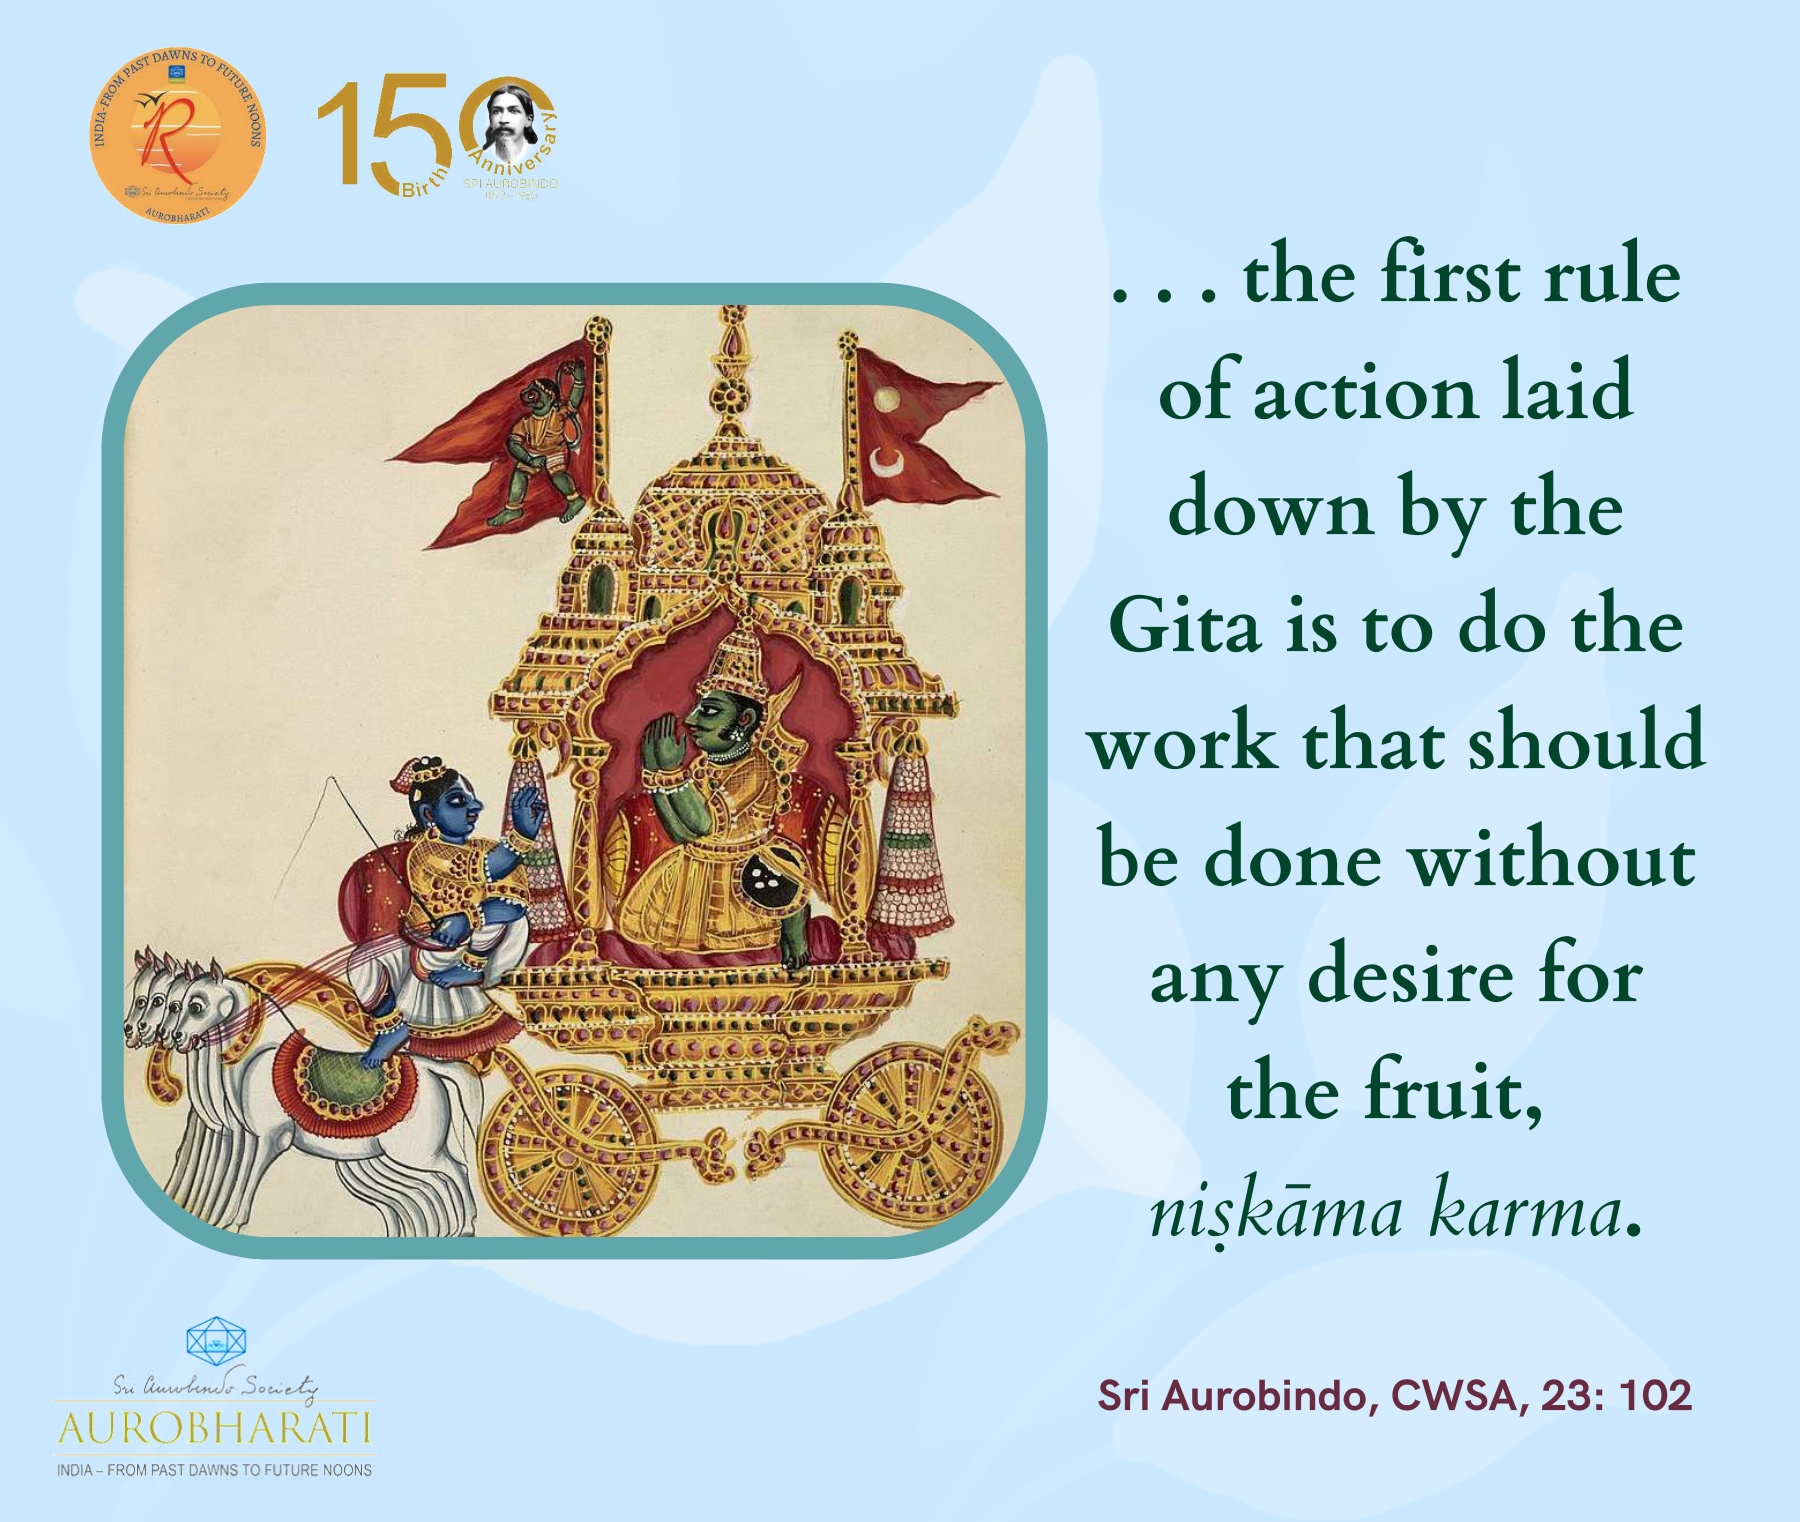 INDIA-FROM PAST DAWNS TO FUTURE NOONS
R
Sri Aurobindo Society
AUROBHARATI
150
Birth Anniversary
SRI AUROBINDO
. . . the first rule
of action laid
down by the
Gita is to do the
work that should
be done without
any desire for
the fruit,
niṣkāma karma.
Sri Aurobindo, CWSA, 23: 102
Sri Aurobindo Society
AUROBHARATI
INDIA – FROM PAST DAWNS TO FUTURE NOONS